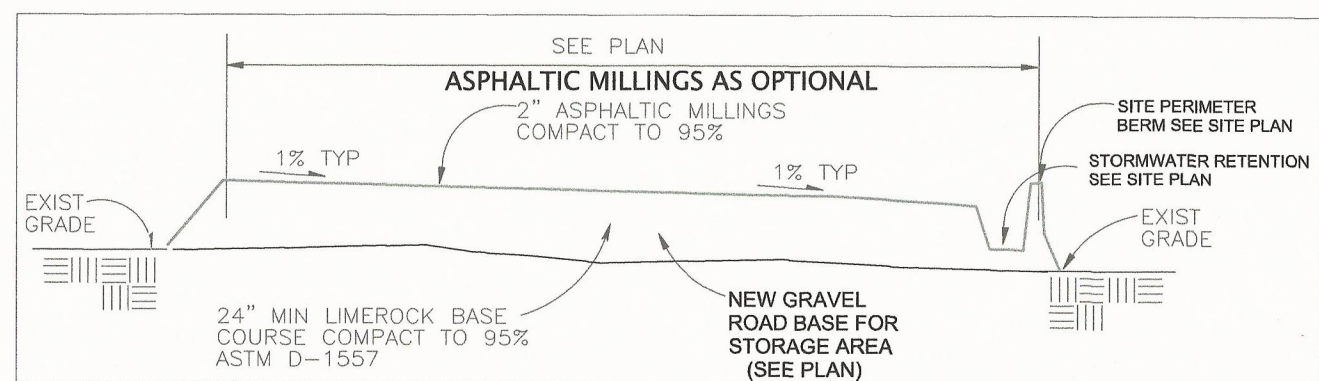 SEE PLAN
ASPHALTIC MILLINGS AS OPTIONAL
2" ASPHALTIC MILLINGS
COMPACT TO 95%
SITE PERIMETER
BERM SEE SITE PLAN
1% TYP
1% TYP
STORMWATER RETENTION
SEE SITE PLAN
EXIST
GRADE
EXIST
GRADE
24" MIN LIMEROCK BASE
COURSE COMPACT TO 95%
ASTM D-1557
NEW GRAVEL
ROAD BASE FOR
STORAGE AREA
(SEE PLAN)